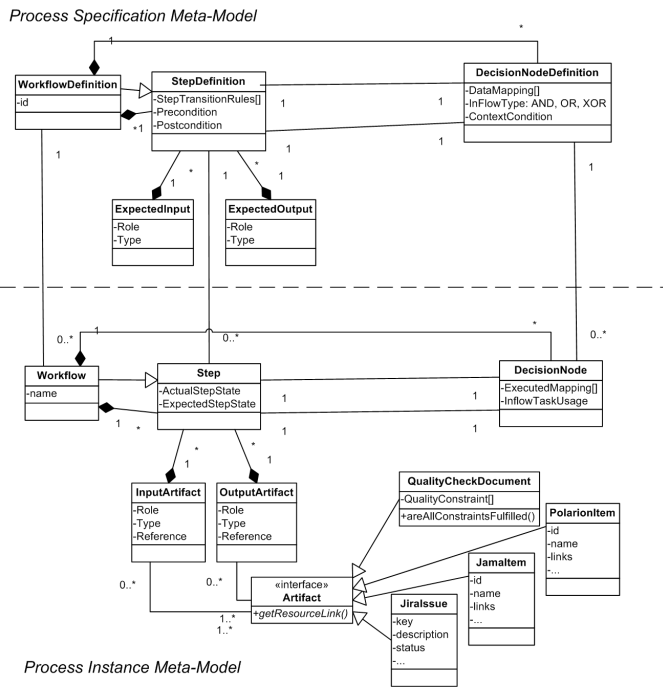 Process Specification Meta-Model
1
*
WorkflowDefinition
-id
StepDefinition
-StepTransitionRules[]
-Precondition
-Postcondition
DecisionNodeDefinition
-DataMapping[]
-InFlowType: AND, OR, XOR
-ContextCondition
*
1
1
1
1
1
1
1
*
1
*
1
ExpectedInput
-Role
-Type
ExpectedOutput
-Role
-Type
0..*
1
0..*
*
0..*
Workflow
-name
Step
-ActualStepState
-ExpectedStepState
DecisionNode
-ExecutedMapping[]
-InflowTaskUsage
1
*
1
1
1
1
*
1
*
1
InputArtifact
-Role
-Type
-Reference
OutputArtifact
-Role
-Type
-Reference
QualityCheckDocument
-QualityConstraint[]
+areAllConstraintsFulfilled()
PolarionItem
-id
-name
-links
-...
JamaItem
-id
-name
-links
-...
0..*
0..*
«interface»
Artifact
+getResourceLink()
1..*
1..*
JiraIssue
-key
-description
-status
-...
Process Instance Meta-Model